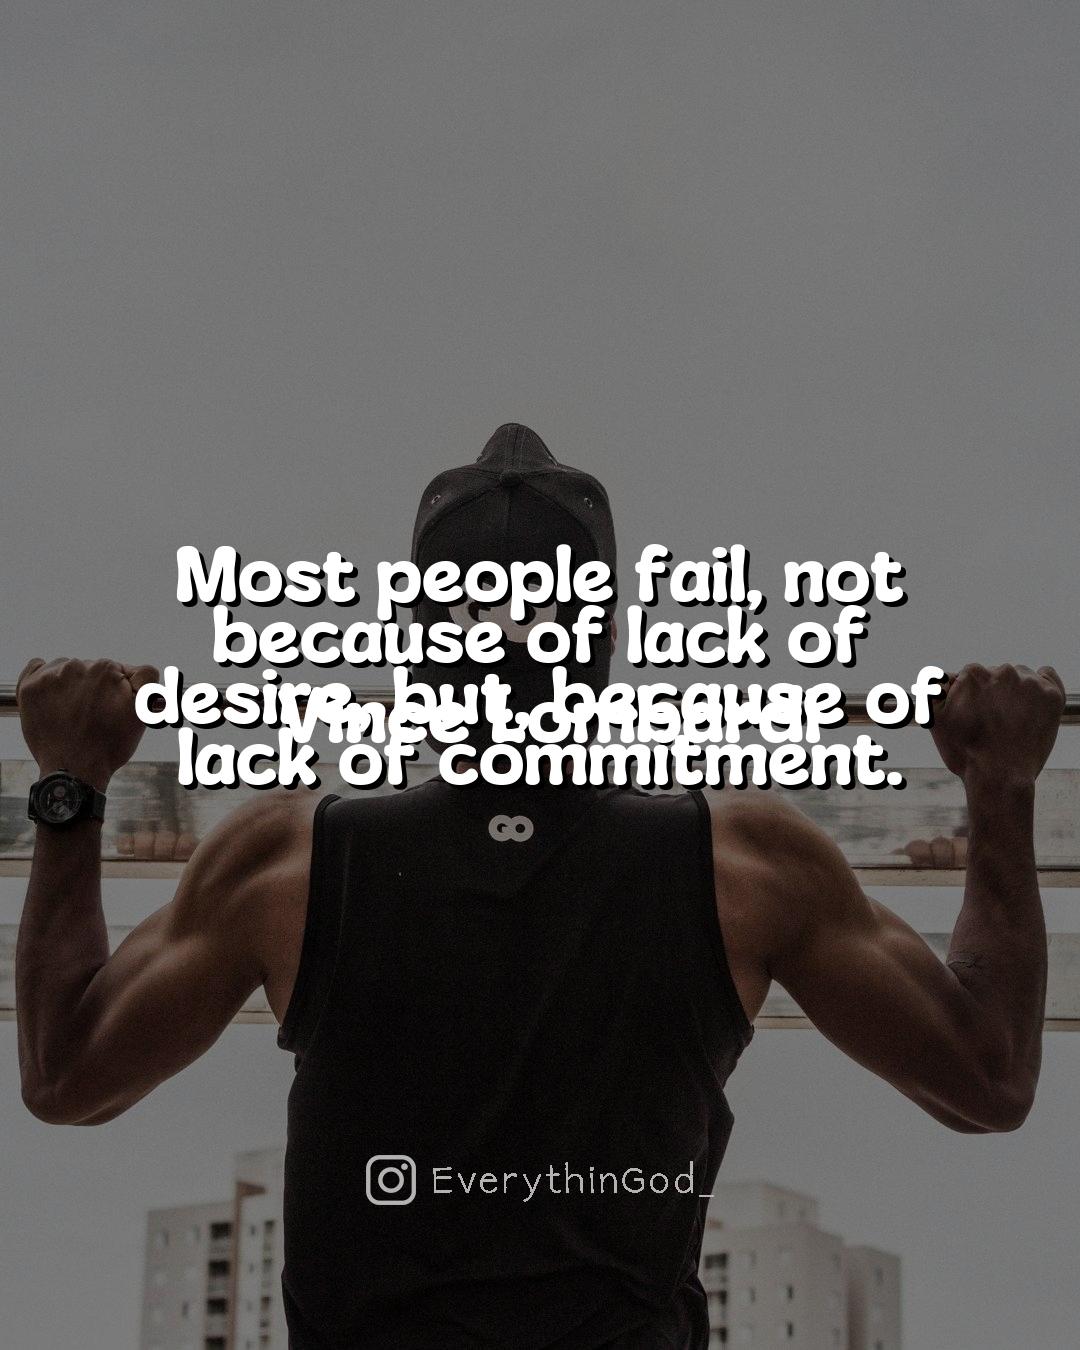 Most people fail, not
because of lack of
desire, but, because of
Vince Lombardi
lack of commitment.
GO
EverythinGod_